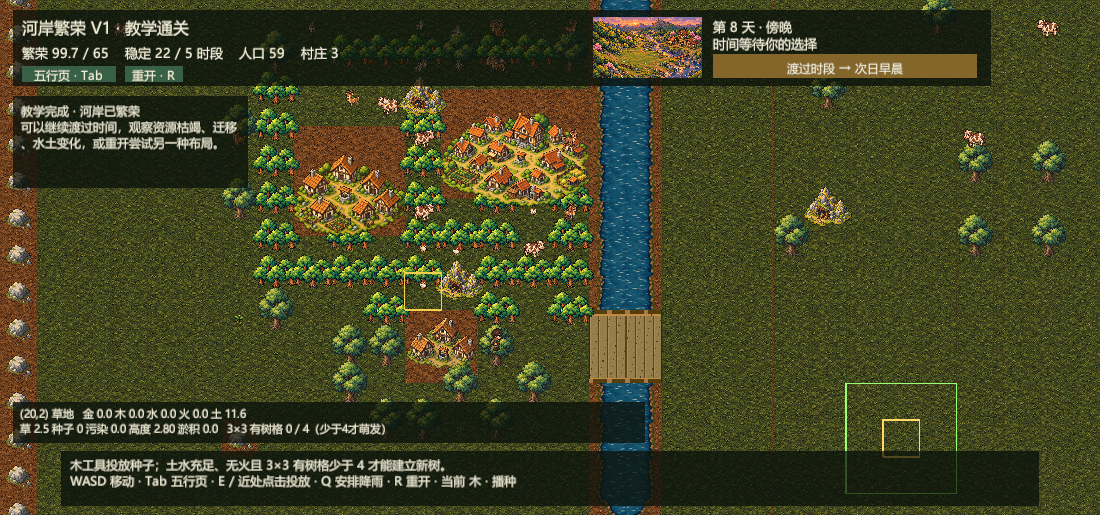 河岸繁荣 V1 · 教学通关
繁荣 99.7 / 65 稳定 22 / 5 时段 人口 59 村庄 3
五行页 · Tab 重开 · R
第 8 天 · 傍晚
时间等待你的选择
渡过时段 → 次日早晨
教学完成 · 河岸已繁荣
可以继续渡过时间，观察资源枯竭、迁移
、水土变化，或重开尝试另一种布局。
(20,2) 草地 金 0.0 木 0.0 水 0.0 火 0.0 土 11.6
草 2.5 种子 0 污染 0.0 高度 2.80 淤积 0.0 3×3 有树格 0 / 4（少于4才萌发）
木工具投放种子；土水充足、无火且 3×3 有树格少于 4 才能建立新树。
WASD 移动 · Tab 五行页 · E / 近处点击投放 · Q 安排降雨 · R 重开 · 当前 木 · 播种